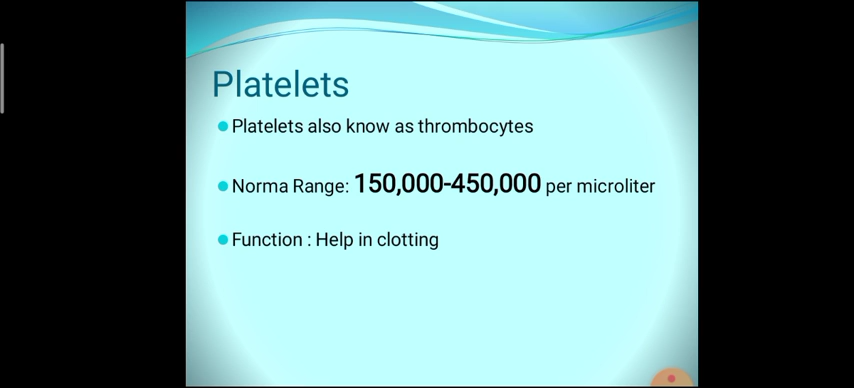 Platelets
Platelets also know as thrombocytes
Norma Range: 150,000-450,000 per microliter
Function : Help in clotting